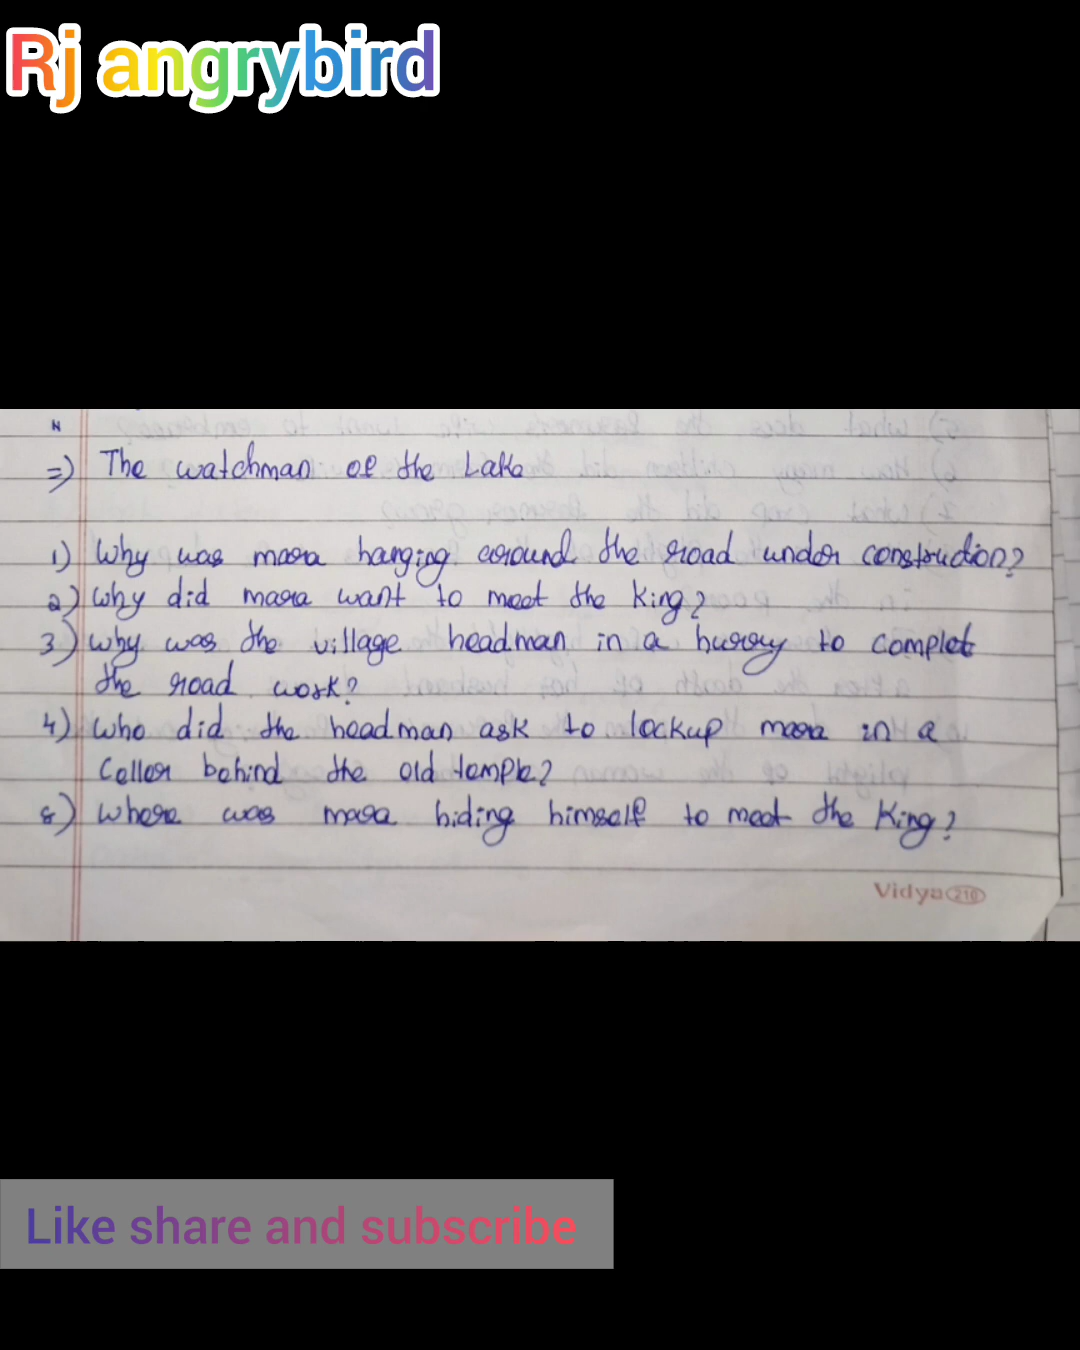 Rj angrybird
N
=) The watchman of the Lake
1) Why was mara hanging around the road under construction?
2) Why did mara want to meet the King?
3) Why was the village headman in a hurry to complet
the road work?
4) Who did the headman ask to lockup mara in a
Celler behind the old temple?
5) Where was mara hiding himself to meet the King?
Vidya 210
Like share and subscribe